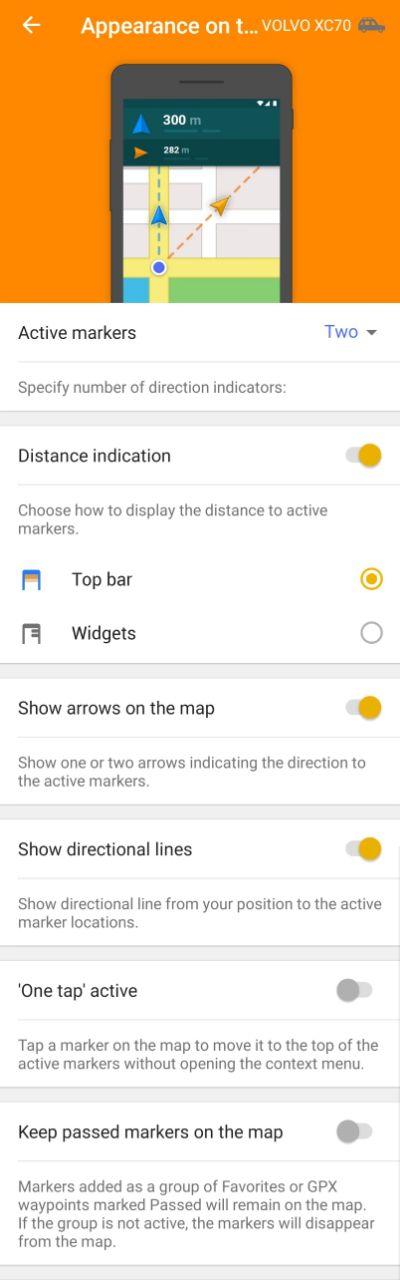 Appearance on t... VOLVO XC70
300 m
282 m
Active markers Two
Specify number of direction indicators:
Distance indication
Choose how to display the distance to active
markers.
Top bar
Widgets
Show arrows on the map
Show one or two arrows indicating the direction to
the active markers.
Show directional lines
Show directional line from your position to the active
marker locations.
'One tap' active
Tap a marker on the map to move it to the top of the
active markers without opening the context menu.
Keep passed markers on the map
Markers added as a group of Favorites or GPX
waypoints marked Passed will remain on the map.
If the group is not active, the markers will disappear
from the map.